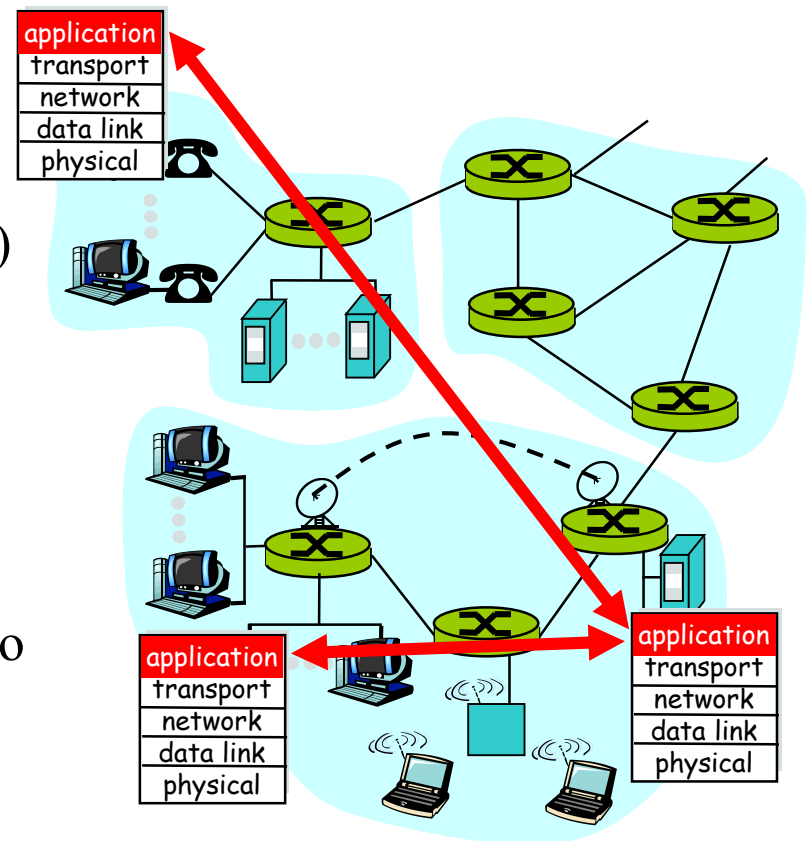 application
transport
network
data link
physical
)
o
application
transport
network
data link
physical
application
transport
network
data link
physical